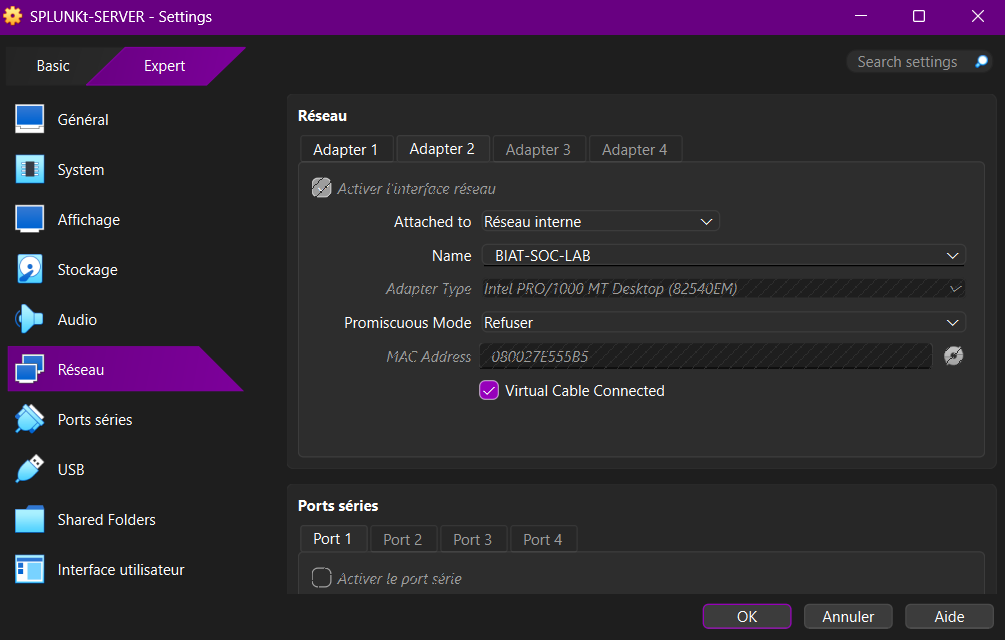 SPLUNKt-SERVER - Settings
Basic
Expert
Search settings
Général
System
Affichage
Stockage
Audio
Réseau
Ports séries
USB
Shared Folders
Interface utilisateur
Réseau
Adapter 1
Adapter 2
Adapter 3
Adapter 4
Activer l'interface réseau
Attached to
Réseau interne
Name
BIAT-SOC-LAB
Adapter Type
Intel PRO/1000 MT Desktop (82540EM)
Promiscuous Mode
Refuser
MAC Address
080027E555B5
Virtual Cable Connected
Ports séries
Port 1
Port 2
Port 3
Port 4
Activer le port série
OK
Annuler
Aide